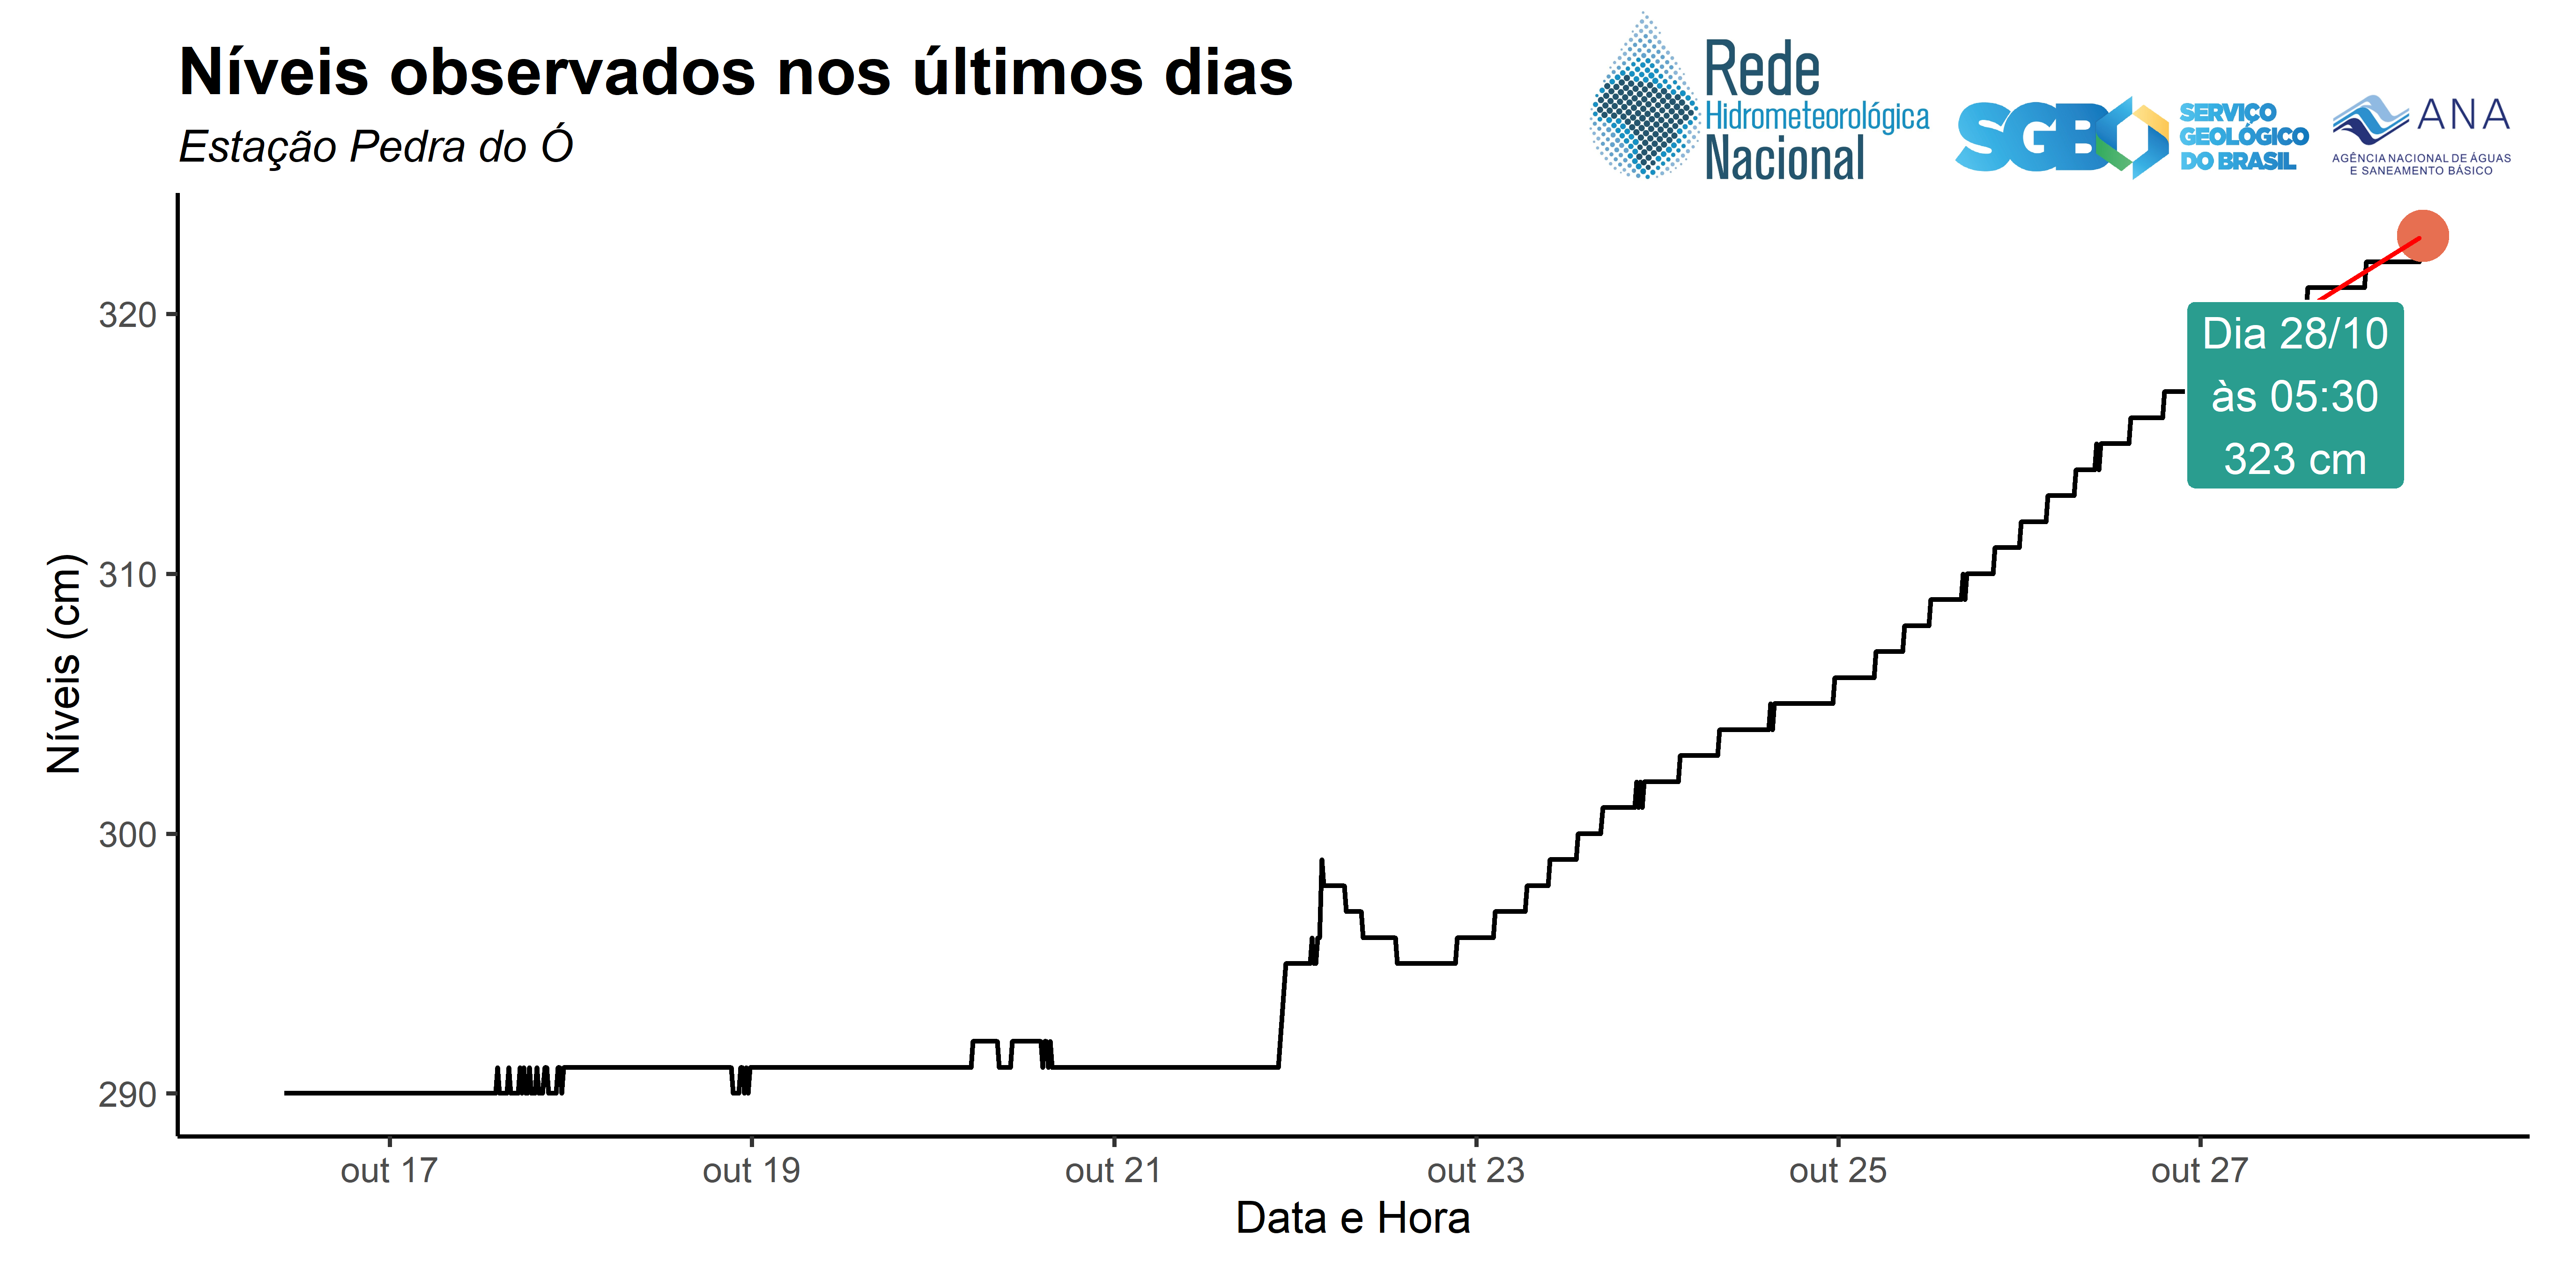 Níveis observados nos últimos dias
Estação Pedra do Ó
Rede
Hidrometeorológica
Nacional
SGB
SERVIÇO
GEOLÓGICO
DO BRASIL
ANA
AGÊNCIA NACIONAL DE ÁGUAS
E SANEAMENTO BÁSICO
320
310
300
290
Níveis (cm)
Dia 28/10
às 05:30
323 cm
out 17
out 19
out 21
out 23
out 25
out 27
Data e Hora